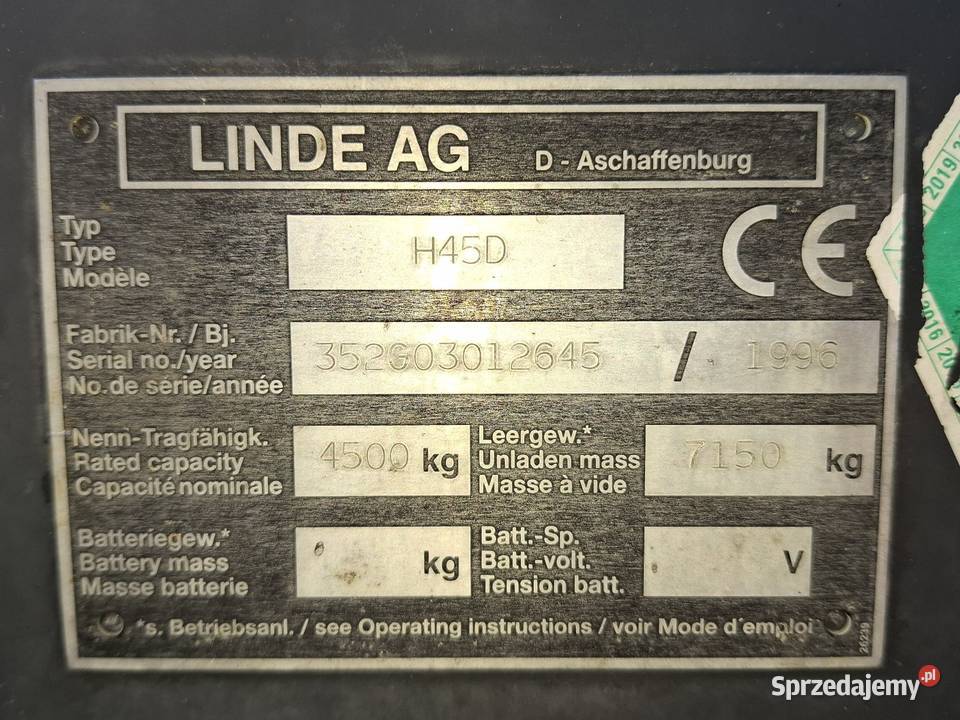 LINDE AG D - Aschaffenburg
Typ
Type
Modèle
H45D
CE
Fabrik-Nr. / Bj.
Serial no./year
No.de série/année
352G03012645 / 1996
Nenn-Tragfähigk.
Rated capacity
Capacité nominale
4500 kg
Leergew.*
Unladen mass
Masse à vide
7150 kg
Batteriegew.*
Battery mass
Masse batterie
kg
Batt.-Sp.
Batt.-volt.
Tension batt.
V
*s. Betriebsanl. / see Operating instructions / voir Mode d'emploi
2019
2016
Sprzedajemy.pl